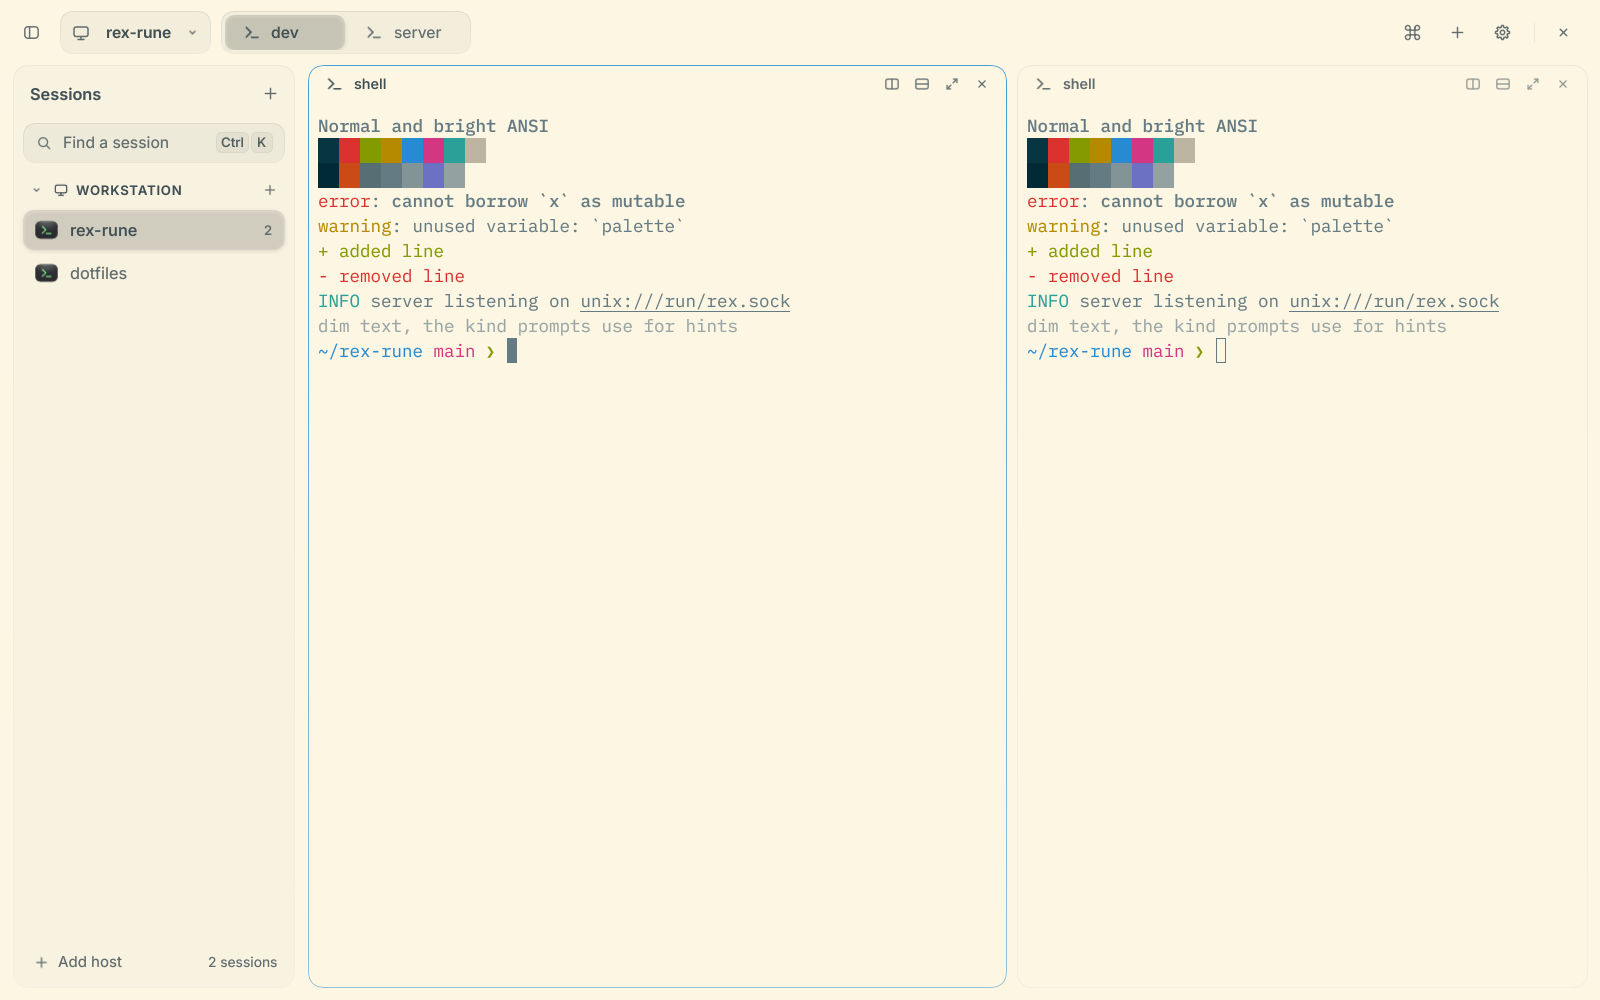 rex-rune
dev
server
Sessions
Find a session
Ctrl K
WORKSTATION
rex-rune 2
dotfiles
Add host
2 sessions
shell
Normal and bright ANSI
error: cannot borrow `x` as mutable
warning: unused variable: `palette`
+ added line
- removed line
INFO server listening on unix:///run/rex.sock
dim text, the kind prompts use for hints
~/rex-rune main ❯
shell
Normal and bright ANSI
error: cannot borrow `x` as mutable
warning: unused variable: `palette`
+ added line
- removed line
INFO server listening on unix:///run/rex.sock
dim text, the kind prompts use for hints
~/rex-rune main ❯